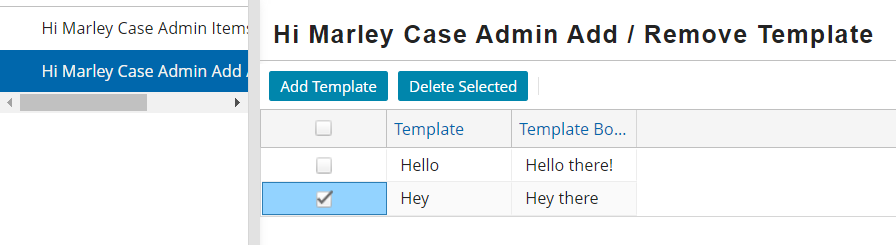 Hi Marley Case Admin Items
Hi Marley Case Admin Add
Hi Marley Case Admin Add / Remove Template
Add Template Delete Selected
Template Template Bo...
Hello Hello there!
Hey Hey there